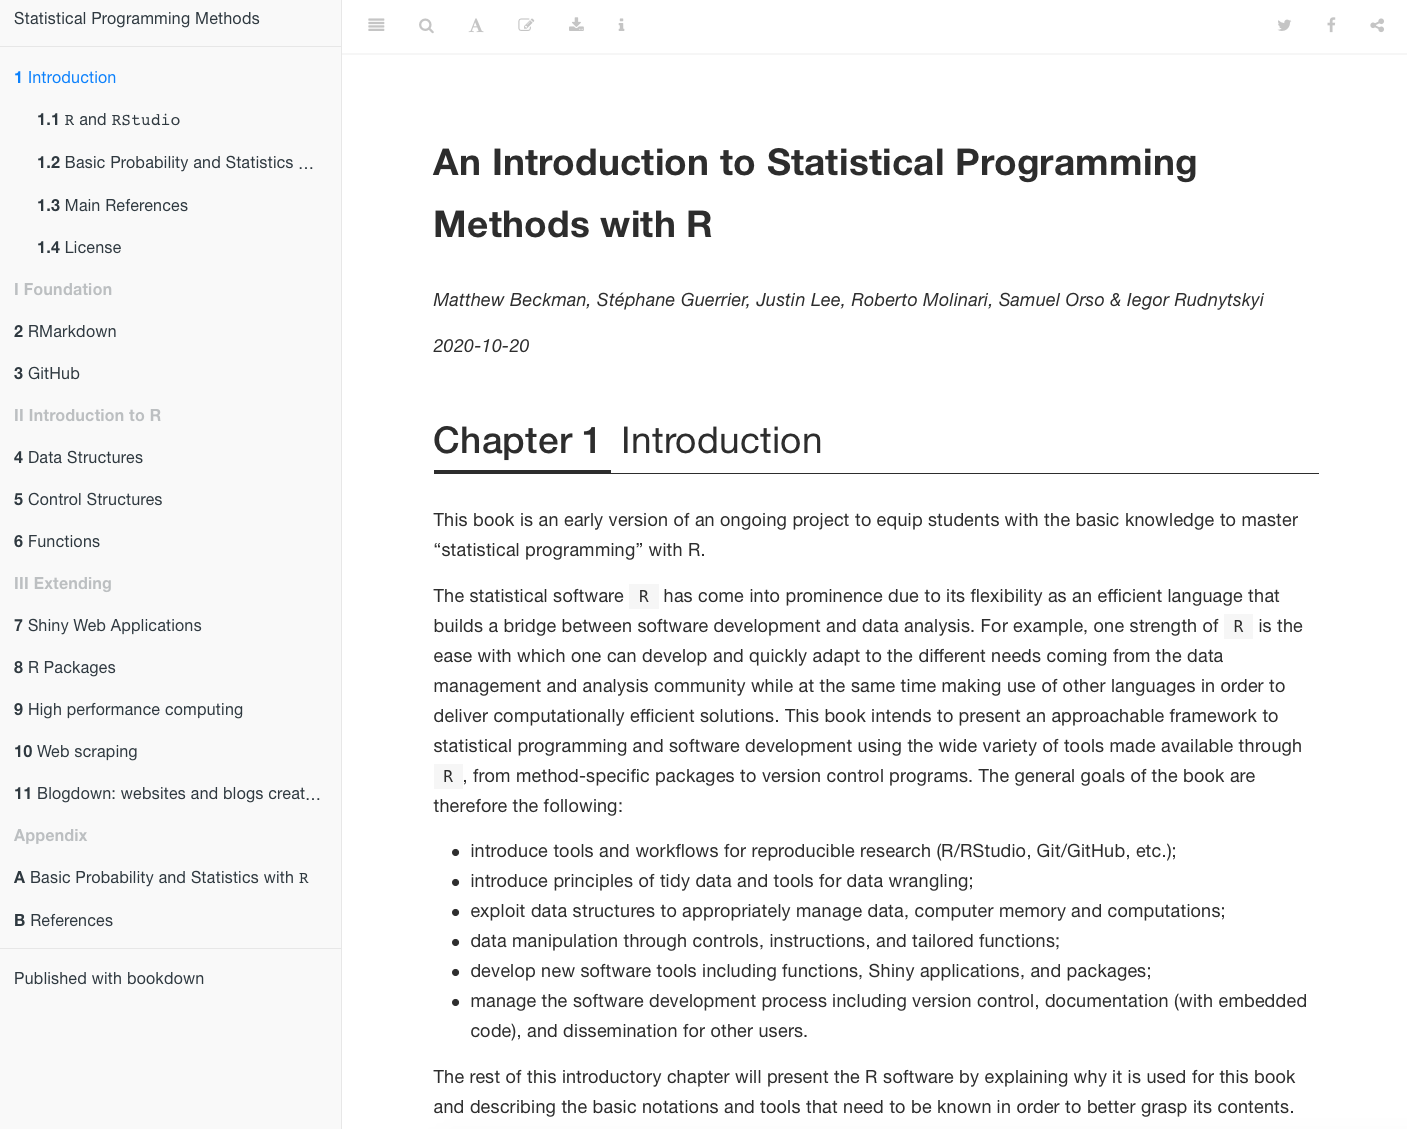 Statistical Programming Methods
1 Introduction
1.1 R and RStudio
1.2 Basic Probability and Statistics …
1.3 Main References
1.4 License
I Foundation
2 RMarkdown
3 GitHub
II Introduction to R
4 Data Structures
5 Control Structures
6 Functions
III Extending
7 Shiny Web Applications
8 R Packages
9 High performance computing
10 Web scraping
11 Blogdown: websites and blogs creat…
Appendix
A Basic Probability and Statistics with R
B References
Published with bookdown
An Introduction to Statistical Programming
Methods with R
Matthew Beckman, Stéphane Guerrier, Justin Lee, Roberto Molinari, Samuel Orso & Iegor Rudnytskyi
2020-10-20
Chapter 1 Introduction
This book is an early version of an ongoing project to equip students with the basic knowledge to master
“statistical programming” with R.
The statistical software R has come into prominence due to its flexibility as an efficient language that
builds a bridge between software development and data analysis. For example, one strength of R is the
ease with which one can develop and quickly adapt to the different needs coming from the data
management and analysis community while at the same time making use of other languages in order to
deliver computationally efficient solutions. This book intends to present an approachable framework to
statistical programming and software development using the wide variety of tools made available through
R , from method-specific packages to version control programs. The general goals of the book are
therefore the following:
• introduce tools and workflows for reproducible research (R/RStudio, Git/GitHub, etc.);
• introduce principles of tidy data and tools for data wrangling;
• exploit data structures to appropriately manage data, computer memory and computations;
• data manipulation through controls, instructions, and tailored functions;
• develop new software tools including functions, Shiny applications, and packages;
• manage the software development process including version control, documentation (with embedded
code), and dissemination for other users.
The rest of this introductory chapter will present the R software by explaining why it is used for this book
and describing the basic notations and tools that need to be known in order to better grasp its contents.